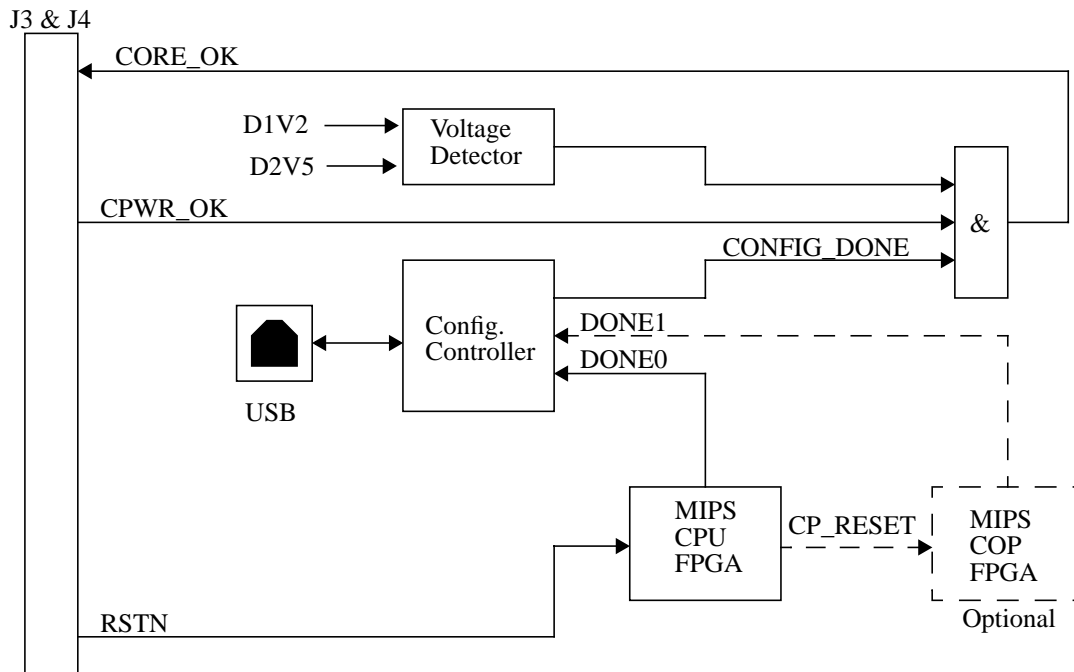 J3 & J4
CORE_OK
D1V2
Voltage
Detector
D2V5
CPWR_OK
&
CONFIG_DONE
Config.
Controller
DONE1
DONE0
USB
MIPS
CPU
FPGA
CP_RESET
MIPS
COP
FPGA
Optional
RSTN